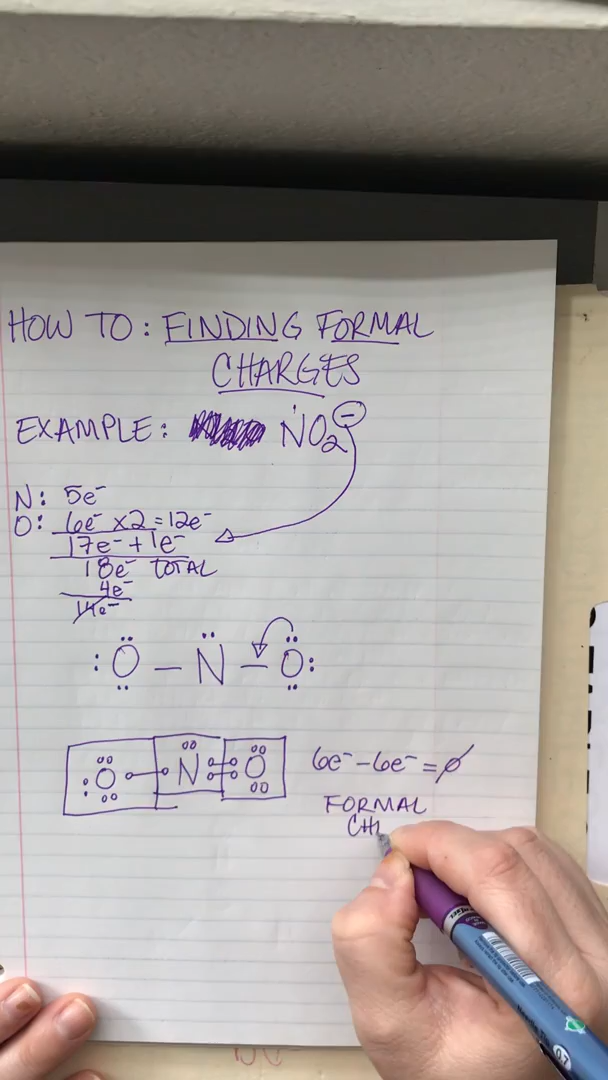 HOW TO: FINDING FORMAL
CHARGES
EXAMPLE: NO2 -
N: 5e-
O: 6e- x2 = 12e-
17e- + 1e-
18e- TOTAL
4e-
14e-
:O - N - O:
O N O 6e- - 6e- = 0
FORMAL
CH